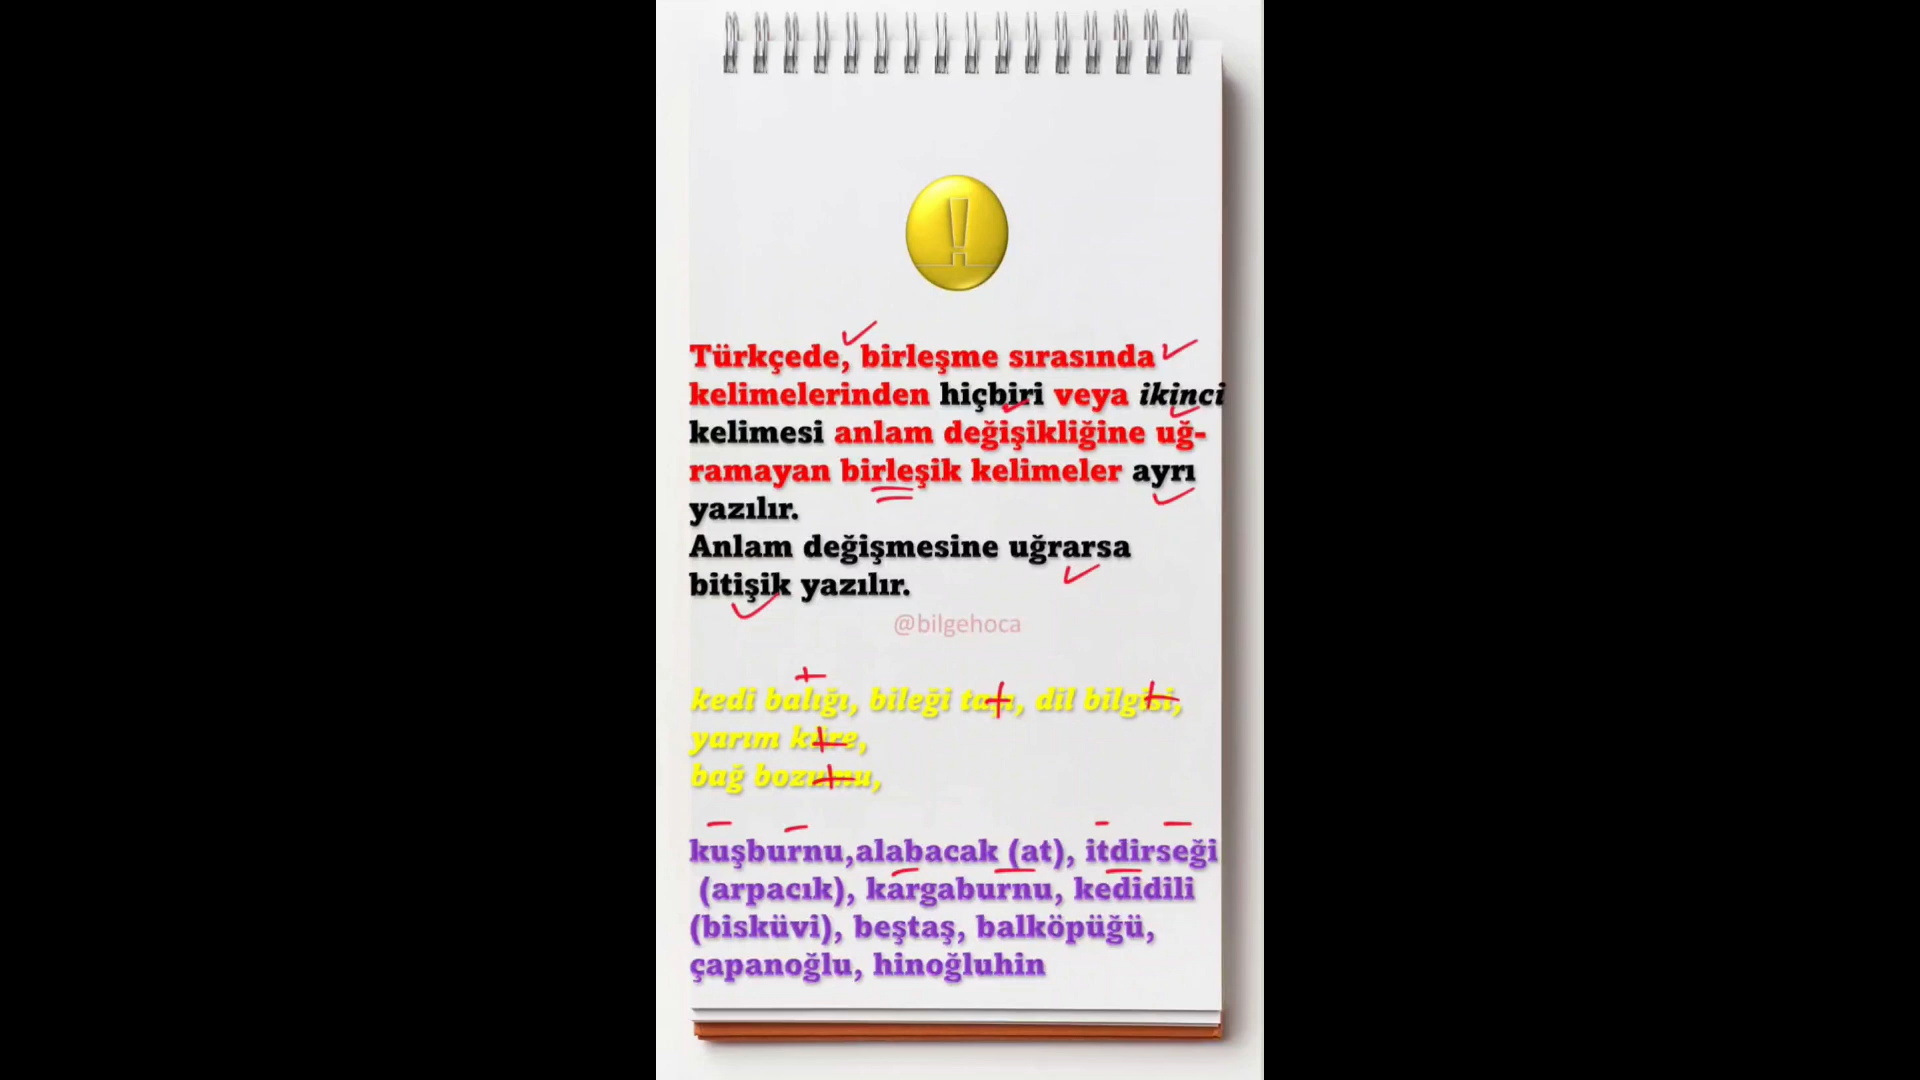 Türkçede, birleşme sırasında
kelimelerinden hiçbiri veya ikinci
kelimesi anlam değişikliğine uğ-
ramayan birleşik kelimeler ayrı
yazılır.
Anlam değişmesine uğrarsa
bitişik yazılır.
@bilgehoca
kedi balığı, bileği taşı, dil bilgisi,
yarım küre,
bağ bozumu,
kuşburnu,alabacak (at), itdirseği
(arpacık), kargaburnu, kedidili
(bisküvi), beştaş, balköpüğü,
çapanoğlu, hinoğluhin